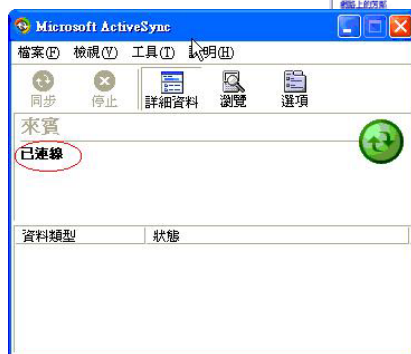 Microsoft ActiveSync
檔案(F) 檢視(V) 工具(T) 說明(H)
同步 停止 詳細資料 瀏覽 選項
來賓
已連線
資料類型 狀態